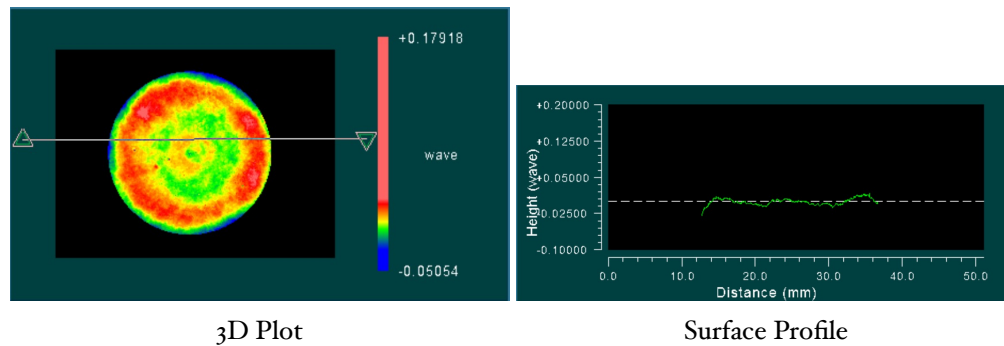 +0.17918
wave
-0.05054
3D Plot
+0.20000
+0.12500
+0.05000
-0.02500
-0.10000
Height (wave)
0.0 10.0 20.0 30.0 40.0 50.0
Distance (mm)
Surface Profile